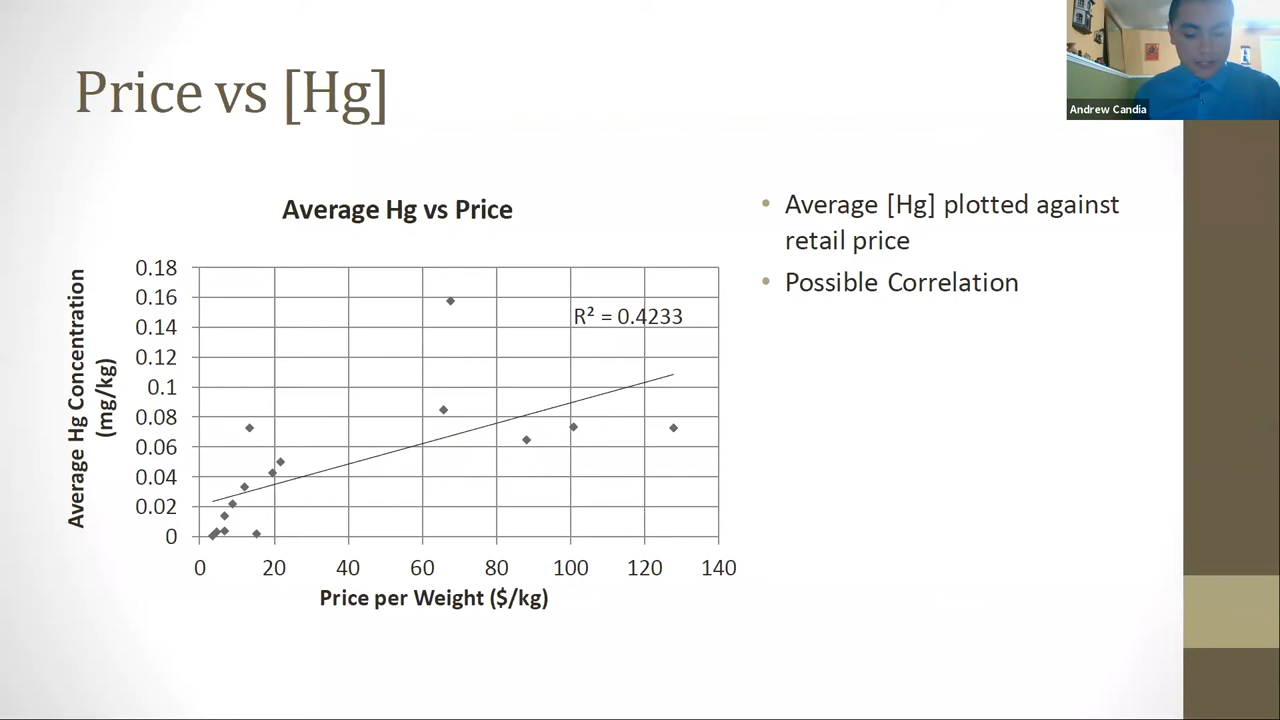 Price vs [Hg]
Andrew Candia
Average Hg vs Price
Average Hg Concentration
(mg/kg)
0.18
0.16
0.14
0.12
0.1
0.08
0.06
0.04
0.02
0
R² = 0.4233
0 20 40 60 80 100 120 140
Price per Weight ($/kg)
• Average [Hg] plotted against
retail price
• Possible Correlation